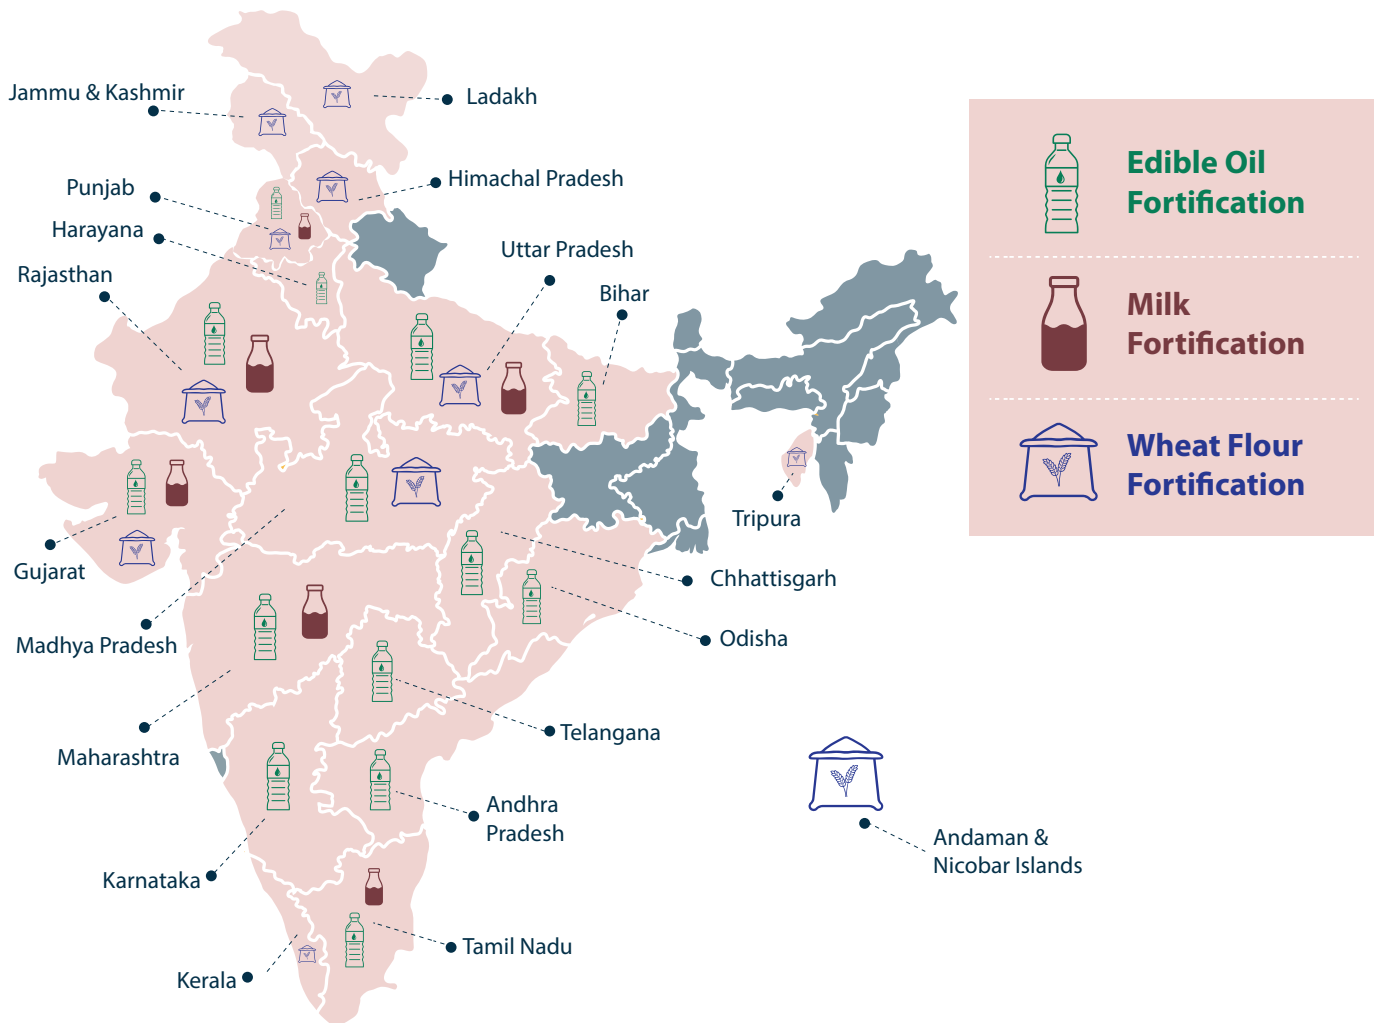 Jammu & Kashmir
Ladakh
Punjab
Himachal Pradesh
Harayana
Uttar Pradesh
Rajasthan
Bihar
Gujarat
Tripura
Madhya Pradesh
Chhattisgarh
Odisha
Maharashtra
Telangana
Andhra
Pradesh
Karnataka
Tamil Nadu
Kerala
Andaman &
Nicobar Islands
Edible Oil
Fortification
Milk
Fortification
Wheat Flour
Fortification